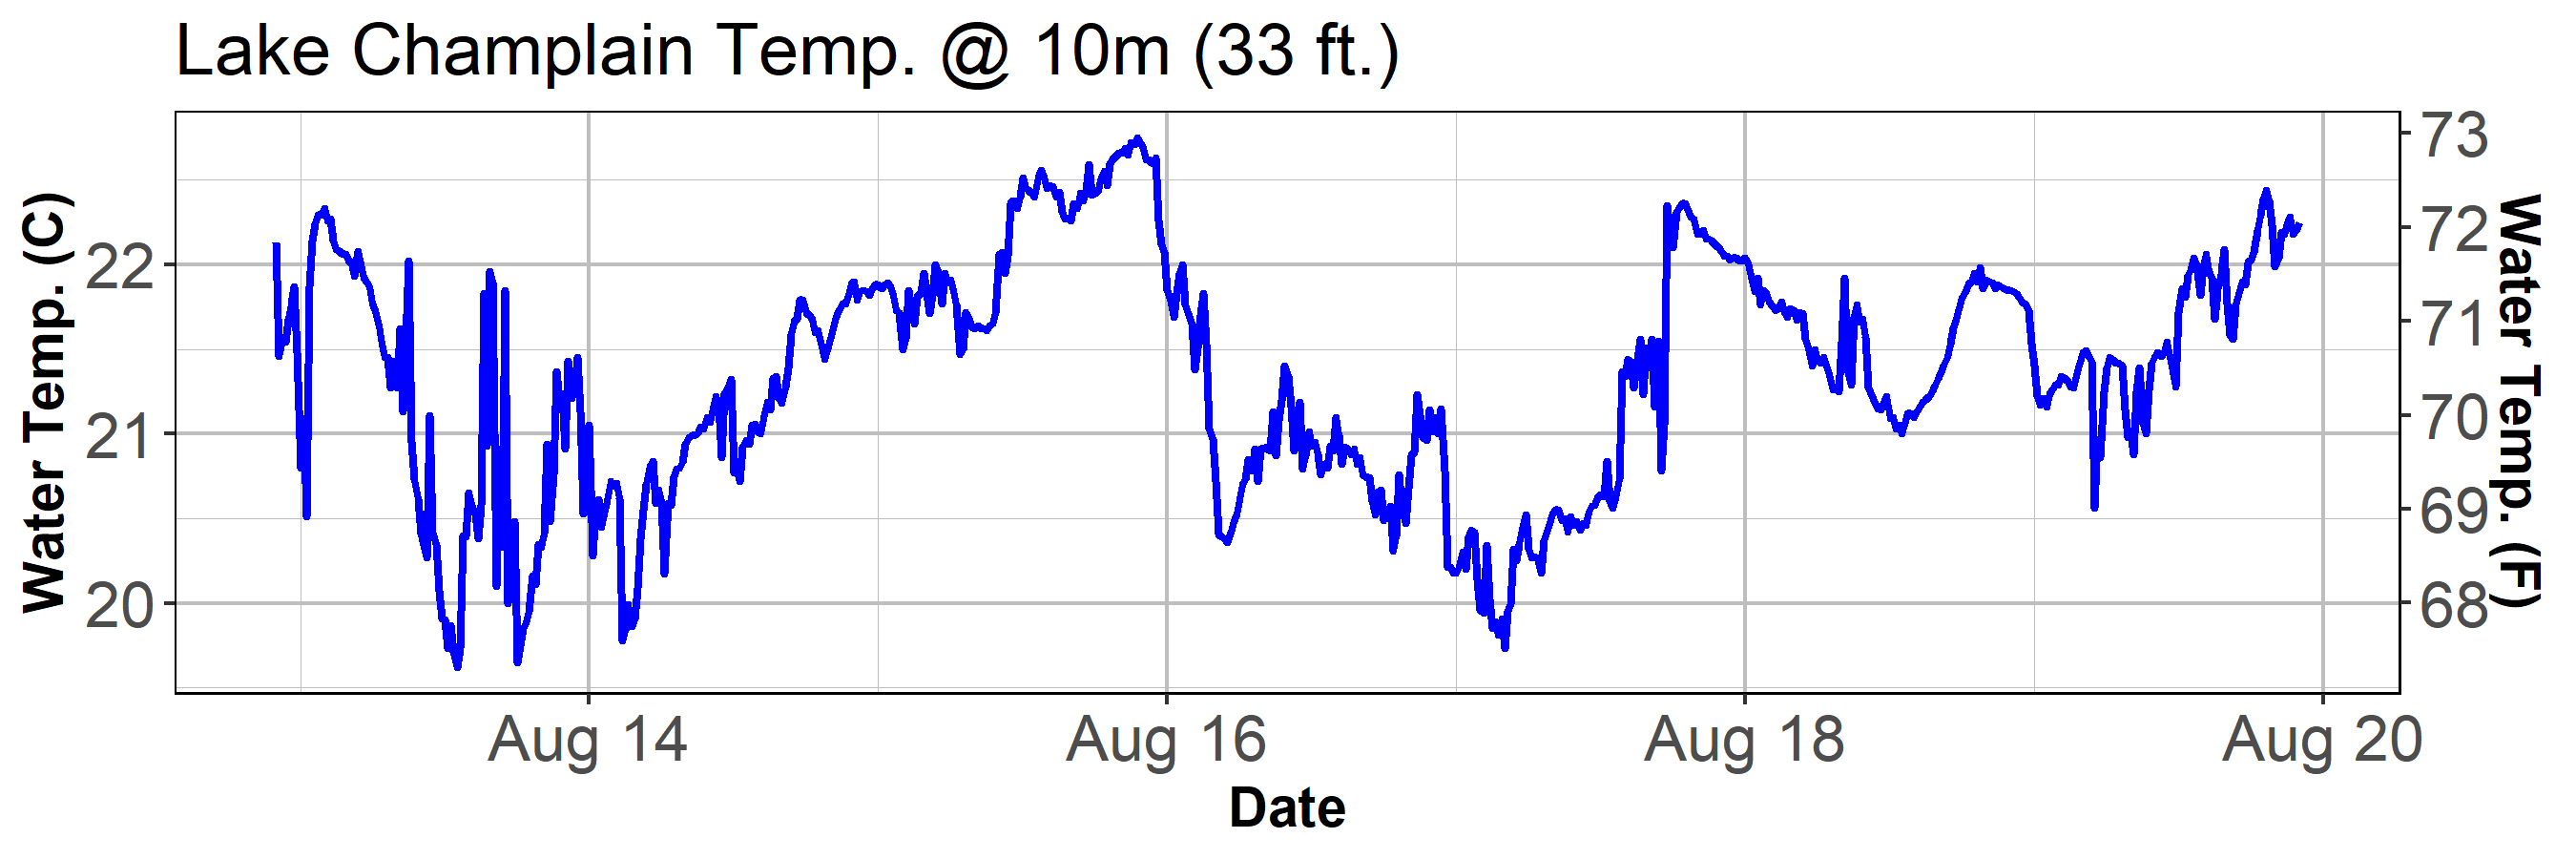 Lake Champlain Temp. @ 10m (33 ft.)
Water Temp. (C)
22
21
20
73
72
71
70
69
68
Water Temp. (F)
Aug 14
Aug 16
Aug 18
Aug 20
Date